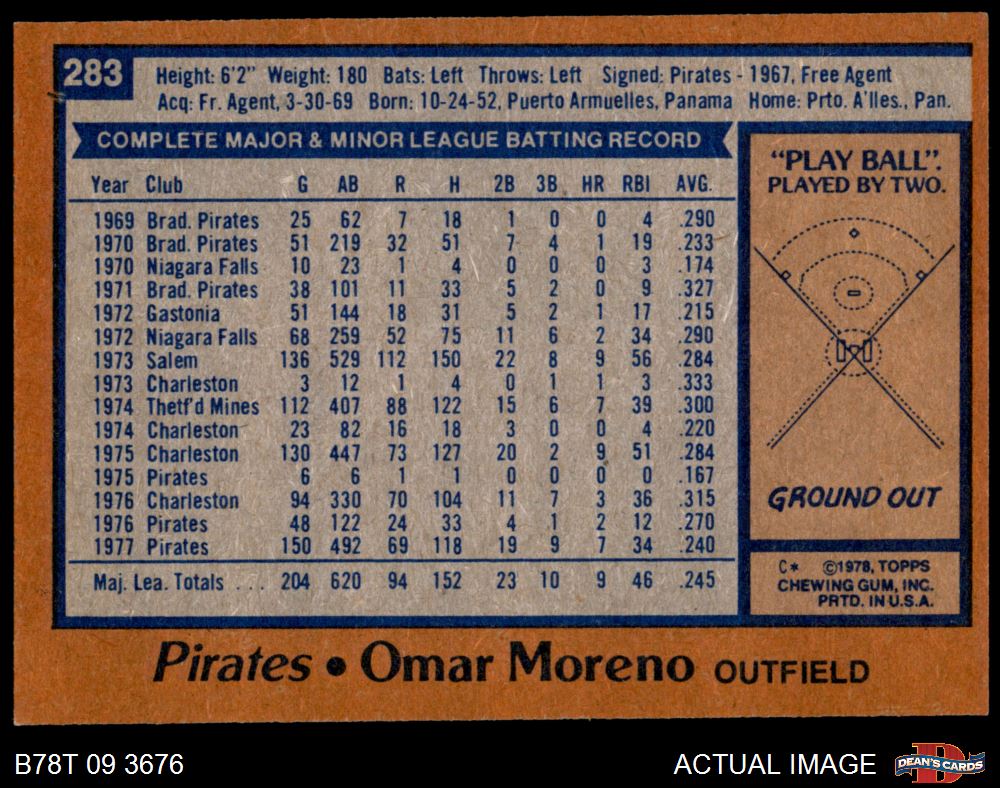 283
Height: 6'2" Weight: 180 Bats: Left Throws: Left Signed: Pirates - 1967, Free Agent
Acq: Fr. Agent, 3-30-69 Born: 10-24-52, Puerto Armuelles, Panama Home: Prto. A'lles., Pan.
COMPLETE MAJOR & MINOR LEAGUE BATTING RECORD
Year Club G AB R H 2B 3B HR RBI AVG.
1969 Brad. Pirates 25 62 7 18 1 0 0 4 .290
1970 Brad. Pirates 51 219 32 51 7 4 1 19 .233
1970 Niagara Falls 10 23 1 4 0 0 0 3 .174
1971 Brad. Pirates 38 101 11 33 5 2 0 9 .327
1972 Gastonia 51 144 18 31 5 2 1 17 .215
1972 Niagara Falls 68 259 52 75 11 6 2 34 .290
1973 Salem 136 529 112 150 22 8 9 56 .284
1973 Charleston 3 12 1 4 0 1 1 3 .333
1974 Thetf'd Mines 112 407 88 122 15 6 7 39 .300
1974 Charleston 23 82 16 18 3 0 0 4 .220
1975 Charleston 130 447 73 127 20 2 9 51 .284
1975 Pirates 6 6 1 1 0 0 0 0 .167
1976 Charleston 94 330 70 104 11 7 3 36 .315
1976 Pirates 48 122 24 33 4 1 2 12 .270
1977 Pirates 150 492 69 118 19 9 7 34 .240
Maj. Lea. Totals . . . 204 620 94 152 23 10 9 46 .245
"PLAY BALL".
PLAYED BY TWO.
GROUND OUT
C* ©1978, TOPPS
CHEWING GUM, INC.
PRTD. IN U.S.A.
Pirates • Omar Moreno OUTFIELD
B78T 09 3676
ACTUAL IMAGE
D
DEAN'S CARDS